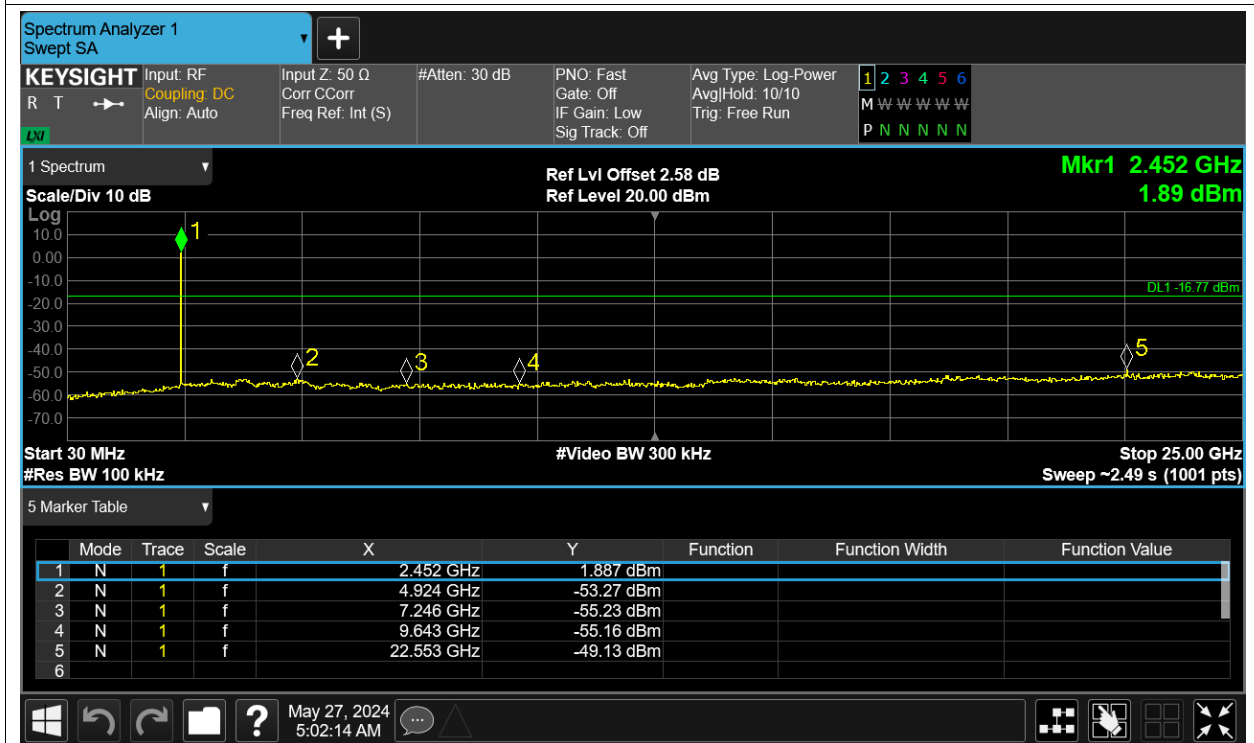 Spectrum Analyzer 1
Swept SA
KEYSIGHT
R T
LXI
Input: RF
Coupling: DC
Align: Auto
Input Z: 50 Ω
Corr CCorr
Freq Ref: Int (S)
#Atten: 30 dB
PNO: Fast
Gate: Off
IF Gain: Low
Sig Track: Off
Avg Type: Log-Power
Avg|Hold: 10/10
Trig: Free Run
1 2 3 4 5 6
M W W W W W
P N N N N N
1 Spectrum
Scale/Div 10 dB
Ref Lvl Offset 2.58 dB
Ref Level 20.00 dBm
Mkr1 2.452 GHz
1.89 dBm
Log
10.0
0.00
-10.0
-20.0
-30.0
-40.0
-50.0
-60.0
-70.0
1
2
3
4
5
DL1 -16.77 dBm
Start 30 MHz
#Res BW 100 kHz
#Video BW 300 kHz
Stop 25.00 GHz
Sweep ~2.49 s (1001 pts)
5 Marker Table
Mode Trace Scale X Y Function Function Width Function Value
1 N 1 f 2.452 GHz 1.887 dBm
2 N 1 f 4.924 GHz -53.27 dBm
3 N 1 f 7.246 GHz -55.23 dBm
4 N 1 f 9.643 GHz -55.16 dBm
5 N 1 f 22.553 GHz -49.13 dBm
6
?
May 27, 2024
5:02:14 AM